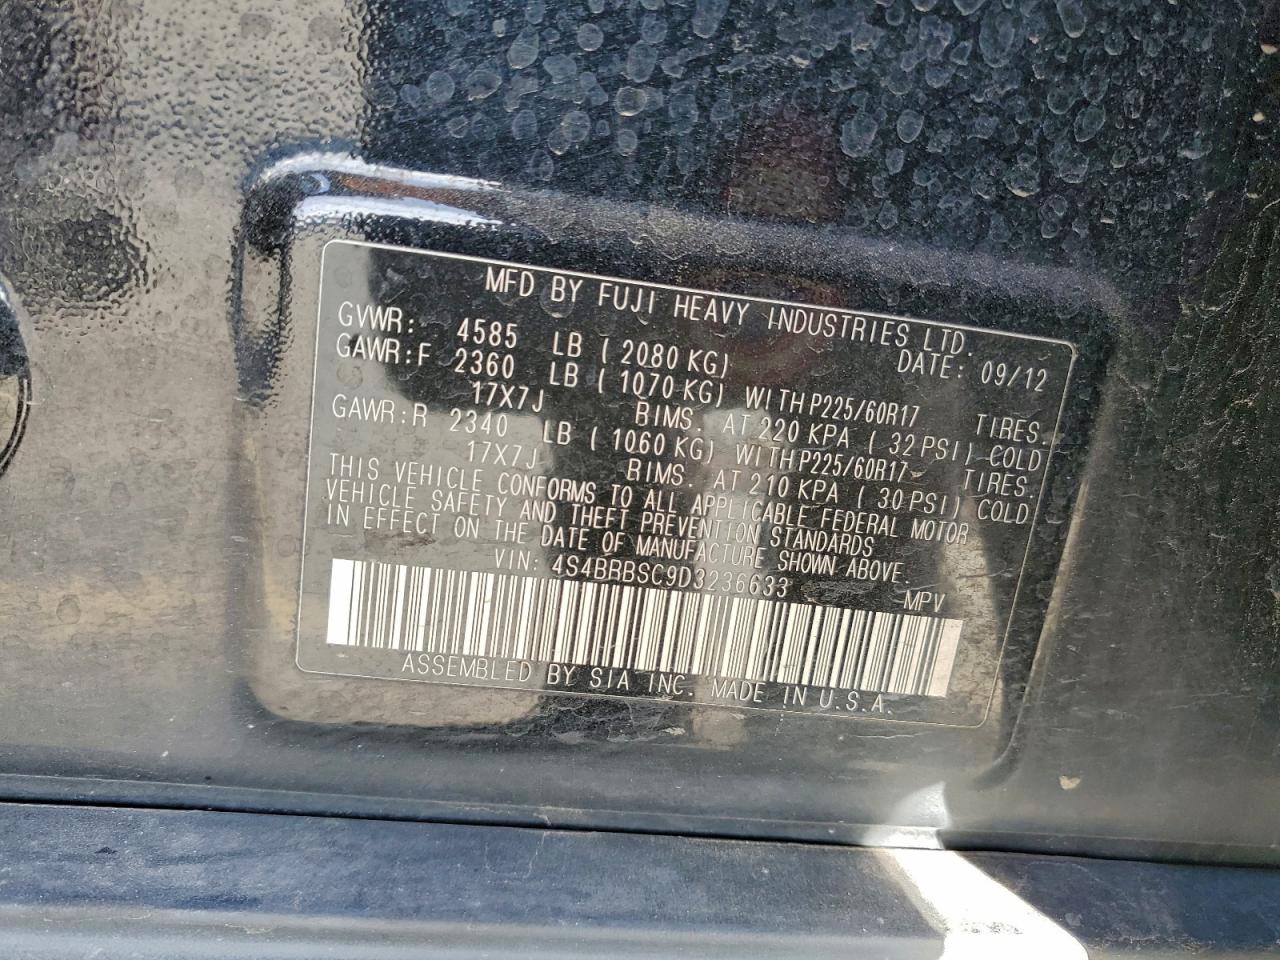 MFD BY FUJI HEAVY INDUSTRIES LTD.
DATE: 09/12
GVWR: 4585 LB ( 2080 KG)
GAWR:F 2360 LB ( 1070 KG) WITH P225/60R17 TIRES.
17X7J RIMS. AT 220 KPA ( 32 PSI) COLD
GAWR:R 2340 LB ( 1060 KG) WITH P225/60R17 TIRES.
17X7J RIMS. AT 210 KPA ( 30 PSI) COLD
THIS VEHICLE CONFORMS TO ALL APPLICABLE FEDERAL MOTOR
VEHICLE SAFETY AND THEFT PREVENTION STANDARDS
IN EFFECT ON THE DATE OF MANUFACTURE SHOWN ABOVE.
VIN: 4S4BRBSC9D3236633 MPV
ASSEMBLED BY SIA INC. MADE IN U.S.A.